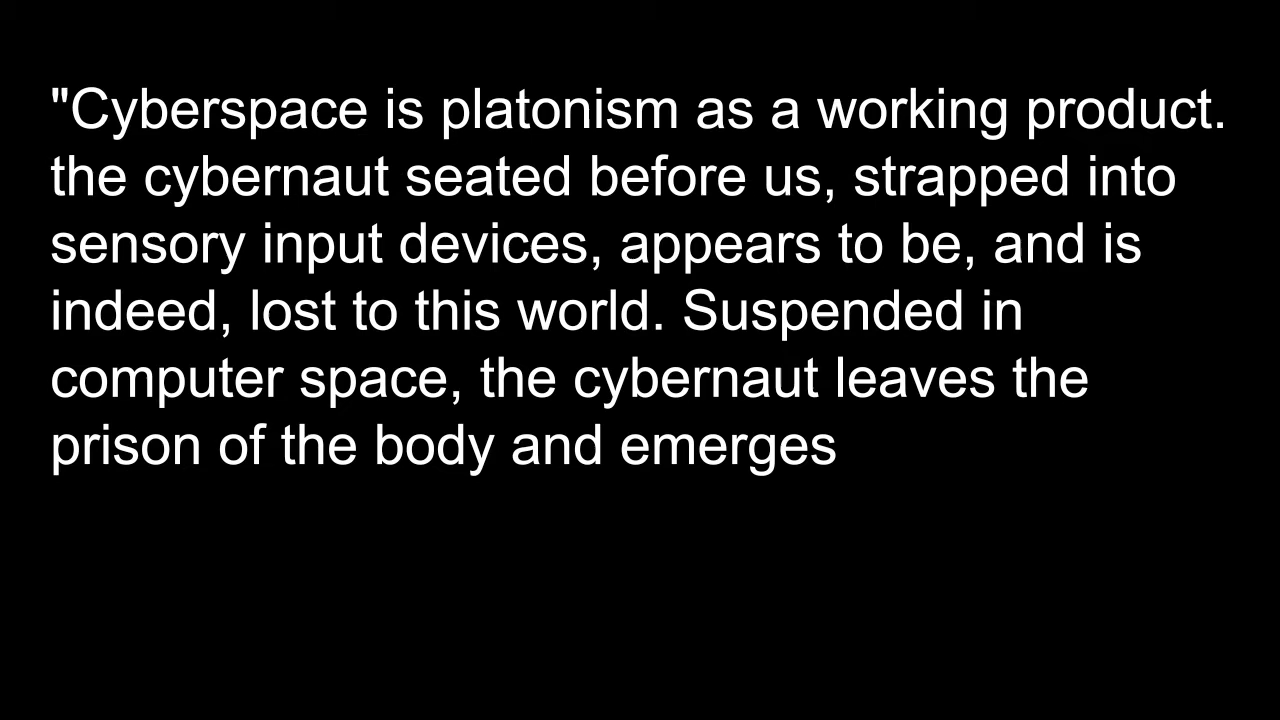 "Cyberspace is platonism as a working product.
the cybernaut seated before us, strapped into
sensory input devices, appears to be, and is
indeed, lost to this world. Suspended in
computer space, the cybernaut leaves the
prison of the body and emerges